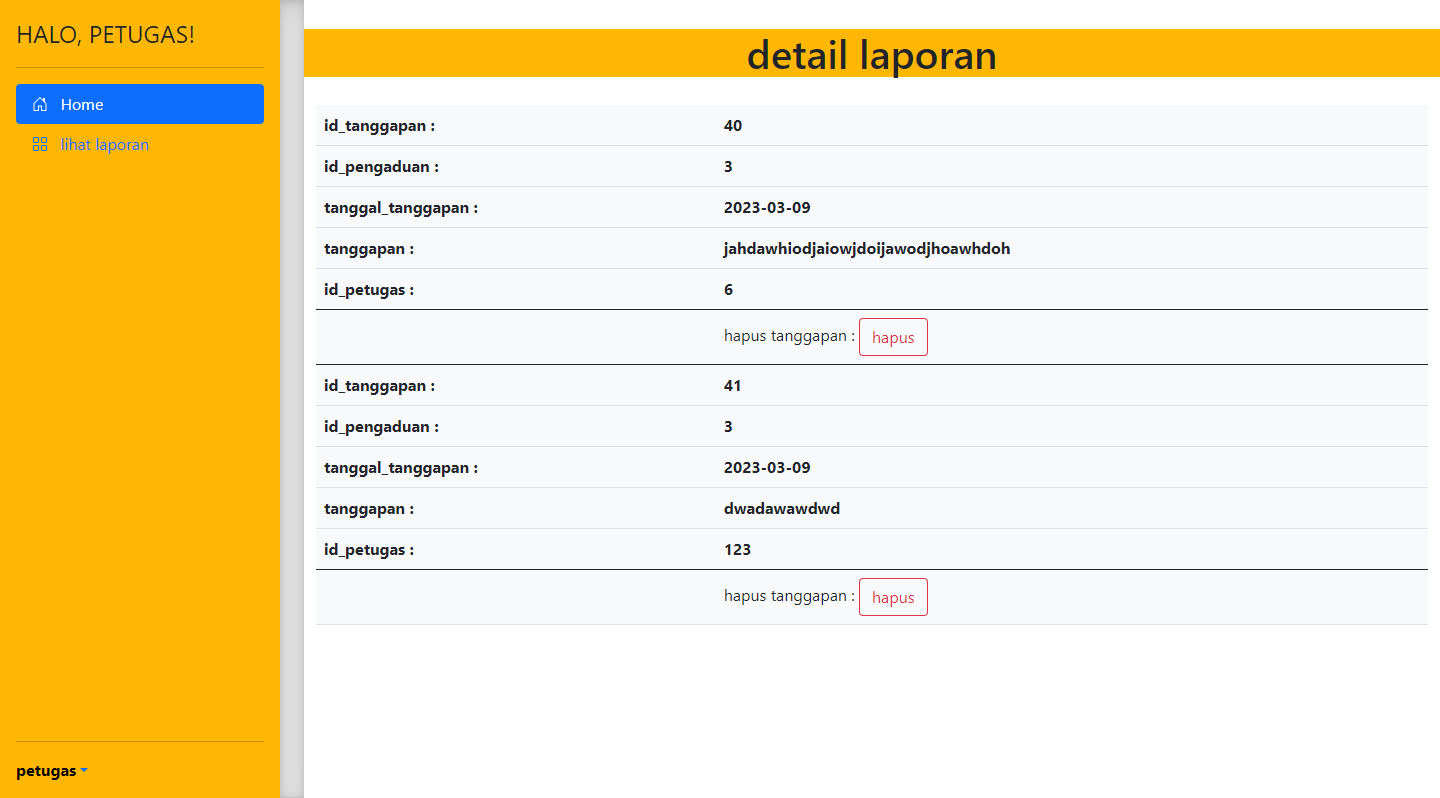 HALO, PETUGAS!
Home
lihat laporan
petugas
detail laporan
id_tanggapan : 40
id_pengaduan : 3
tanggal_tanggapan : 2023-03-09
tanggapan : jahdawhiodjaiowjdoijawodjhoawhdoh
id_petugas : 6
hapus tanggapan : hapus
id_tanggapan : 41
id_pengaduan : 3
tanggal_tanggapan : 2023-03-09
tanggapan : dwadawawdwd
id_petugas : 123
hapus tanggapan : hapus